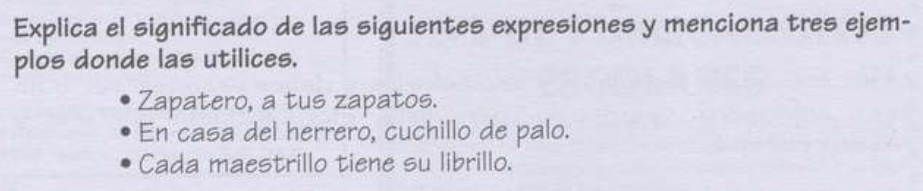 Explica el significado de las siguientes expresiones y menciona tres ejem-
plos donde las utilices.
• Zapatero, a tus zapatos.
• En casa del herrero, cuchillo de palo.
• Cada maestrillo tiene su librillo.